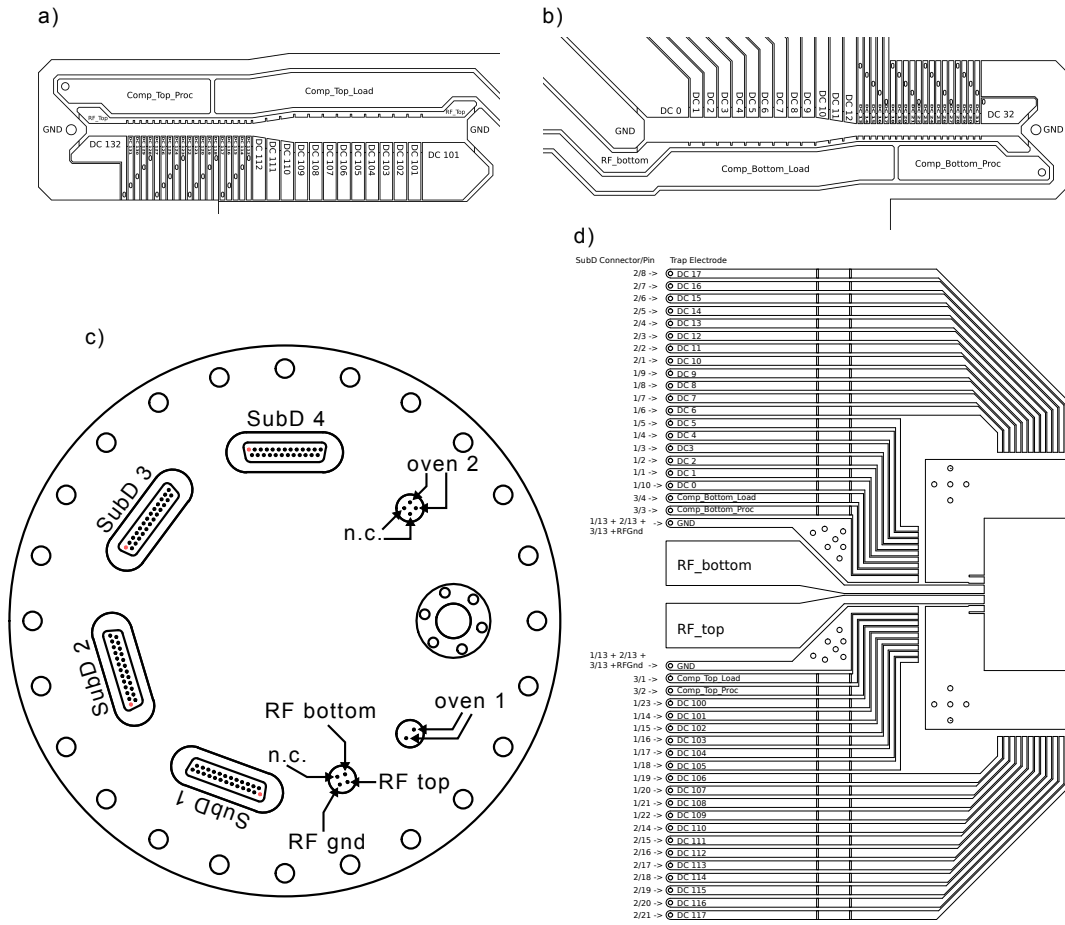 a)
Comp_Top_Proc
Comp_Top_Load
RF_Top
RF_Top
GND
GND
DC 132
DC 112
DC 111
DC 110
DC 109
DC 108
DC 107
DC 106
DC 105
DC 104
DC 103
DC 102
DC 101
DC 101
b)
DC 0
DC 1
DC 2
DC 3
DC 4
DC 5
DC 6
DC 7
DC 8
DC 9
DC 10
DC 11
DC 12
DC 32
GND
GND
RF_bottom
Comp_Bottom_Load
Comp_Bottom_Proc
c)
SubD 4
SubD 3
oven 2
n.c.
SubD 2
RF bottom
oven 1
n.c.
RF top
SubD 1
RF gnd
d)
SubD Connector/Pin Trap Electrode
2/8 -> DC 17
2/7 -> DC 16
2/6 -> DC 15
2/5 -> DC 14
2/4 -> DC 13
2/3 -> DC 12
2/2 -> DC 11
2/1 -> DC 10
1/9 -> DC 9
1/8 -> DC 8
1/7 -> DC 7
1/6 -> DC 6
1/5 -> DC 5
1/4 -> DC 4
1/3 -> DC3
1/2 -> DC 2
1/1 -> DC 1
1/10 -> DC 0
3/4 -> Comp_Bottom_Load
3/3 -> Comp_Bottom_Proc
1/13 + 2/13 + -> GND
3/13 +RFGnd
RF_bottom
RF_top
1/13 + 2/13 +
3/13 +RFGnd -> GND
3/1 -> Comp_Top_Load
3/2 -> Comp_Top_Proc
1/23 -> DC 100
1/14 -> DC 101
1/15 -> DC 102
1/16 -> DC 103
1/17 -> DC 104
1/18 -> DC 105
1/19 -> DC 106
1/20 -> DC 107
1/21 -> DC 108
1/22 -> DC 109
2/14 -> DC 110
2/15 -> DC 111
2/16 -> DC 112
2/17 -> DC 113
2/18 -> DC 114
2/19 -> DC 115
2/20 -> DC 116
2/21 -> DC 117